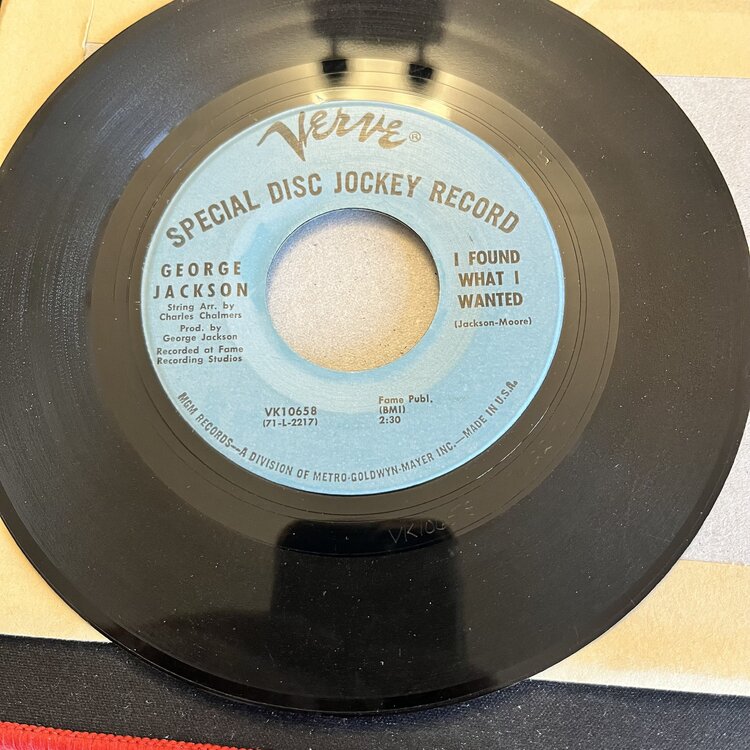 VERVE®
SPECIAL DISC JOCKEY RECORD
GEORGE
JACKSON
String Arr. by
Charles Chalmers
Prod. by
George Jackson
Recorded at Fame
Recording Studios
I FOUND
WHAT I
WANTED
(Jackson-Moore)
VK10658
(71-L-2217)
Fame Publ.
(BMI)
2:30
MGM RECORDS—A DIVISION OF METRO-GOLDWYN-MAYER INC.—MADE IN U.S.A.